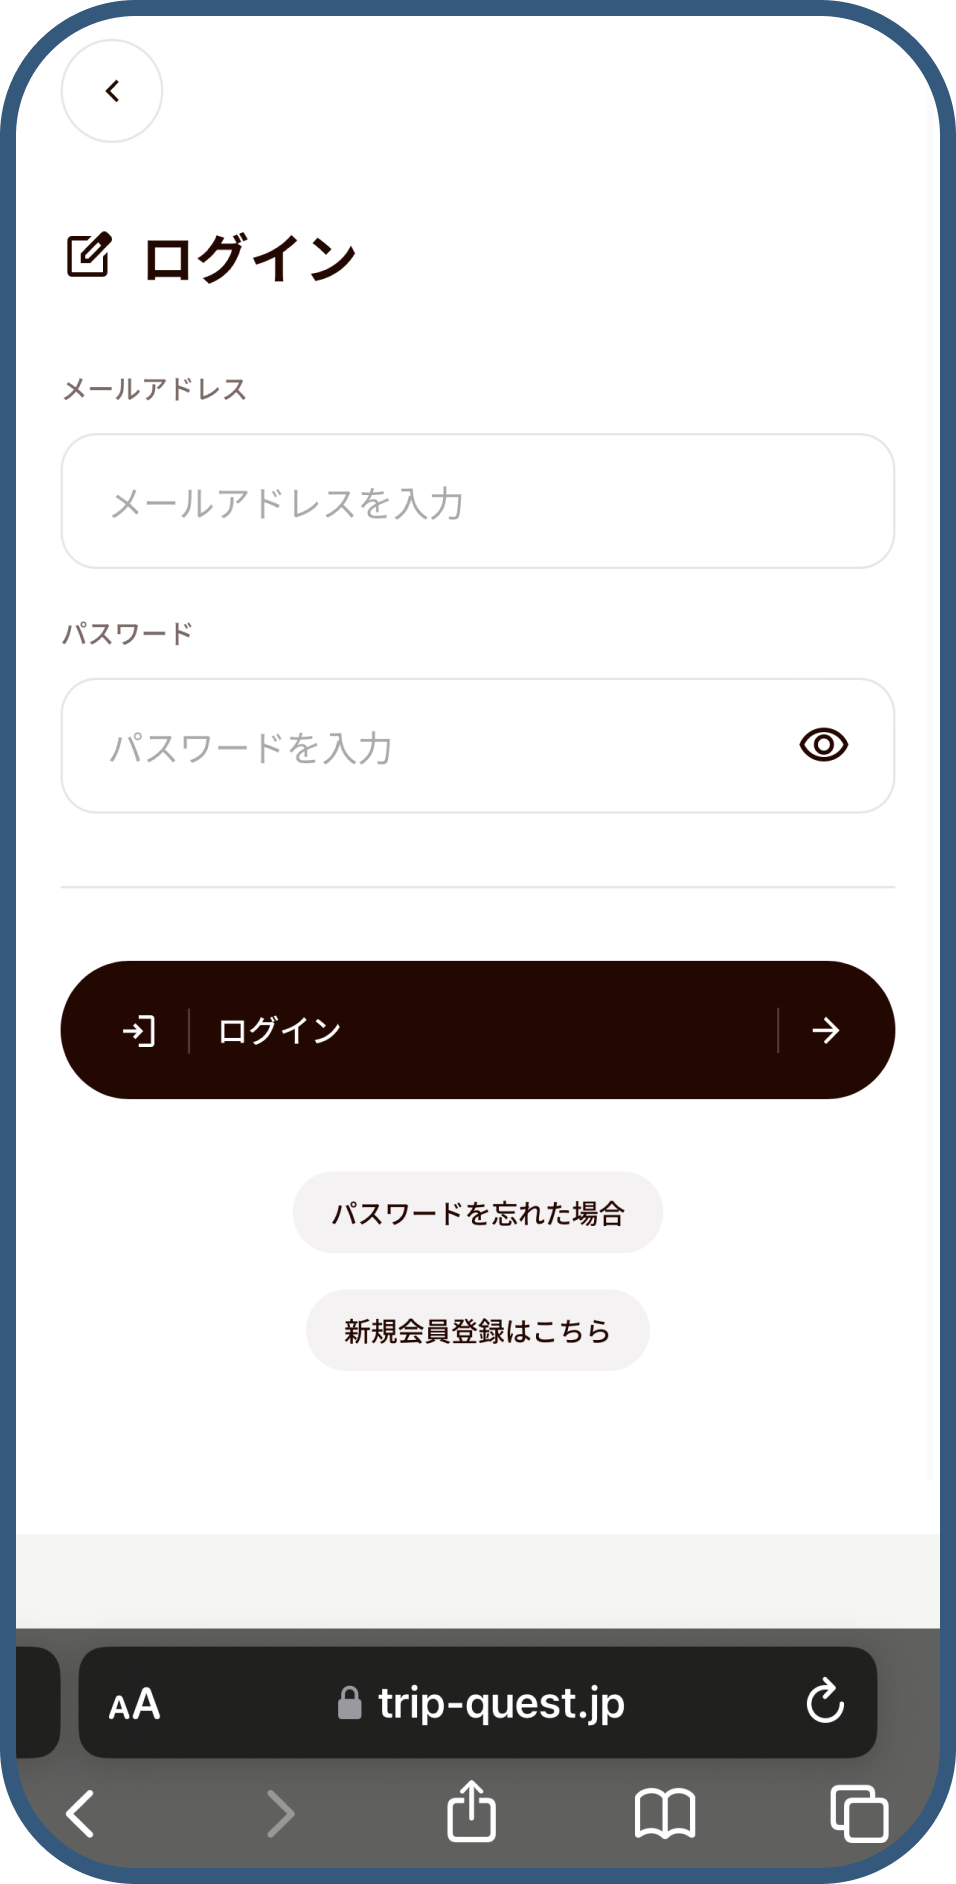 ログイン
メールアドレス
メールアドレスを入力
パスワード
パスワードを入力
ログイン
パスワードを忘れた場合
新規会員登録はこちら
AA trip-quest.jp